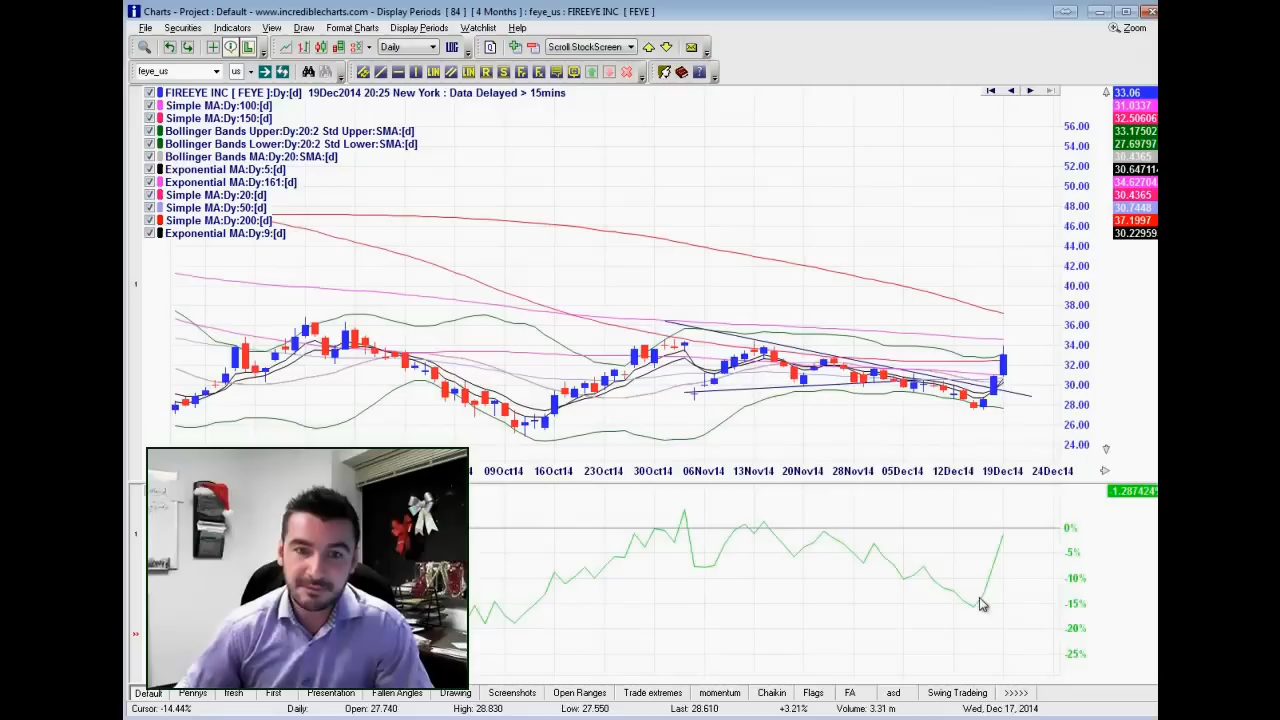 Charts - Project : Default - www.incrediblecharts.com - Display Periods [ 84 ] [ 4 Months ] : feye_us : FIREEYE INC [ FEYE ]
File Securities Indicators View Draw Format Charts Display Periods Watchlist Help Zoom
Daily Scroll StockScreen
feye_us us
FIREEYE INC [ FEYE ]:Dy:[d] 19Dec2014 20:25 New York : Data Delayed > 15mins
Simple MA:Dy:100:[d]
Simple MA:Dy:150:[d]
Bollinger Bands Upper:Dy:20:2 Std Upper:SMA:[d]
Bollinger Bands Lower:Dy:20:2 Std Lower:SMA:[d]
Bollinger Bands MA:Dy:20:SMA:[d]
Exponential MA:Dy:5:[d]
Exponential MA:Dy:161:[d]
Simple MA:Dy:20:[d]
Simple MA:Dy:50:[d]
Simple MA:Dy:200:[d]
Exponential MA:Dy:9:[d]
33.06
31.0337
32.50606
33.17502
27.69797
30.4365
30.64711
34.62704
30.4365
30.7448
37.1997
30.22959
56.00
54.00
52.00
50.00
48.00
46.00
44.00
42.00
40.00
38.00
36.00
34.00
32.00
30.00
28.00
26.00
24.00
09Oct14 16Oct14 23Oct14 30Oct14 06Nov14 13Nov14 20Nov14 28Nov14 05Dec14 12Dec14 19Dec14 24Dec14
-1.287424%
0%
-5%
-10%
-15%
-20%
-25%
Default Pennys fresh First Presentation Fallen Angles Drawing Screenshots Open Ranges Trade extremes momentum Chaikin Flags FA asd Swing Tradeing >>>>>
Cursor: -14.44% Daily: Open: 27.740 High: 28.830 Low: 27.550 Last: 28.610 +3.21% Volume: 3.31 m Wed, Dec 17, 2014